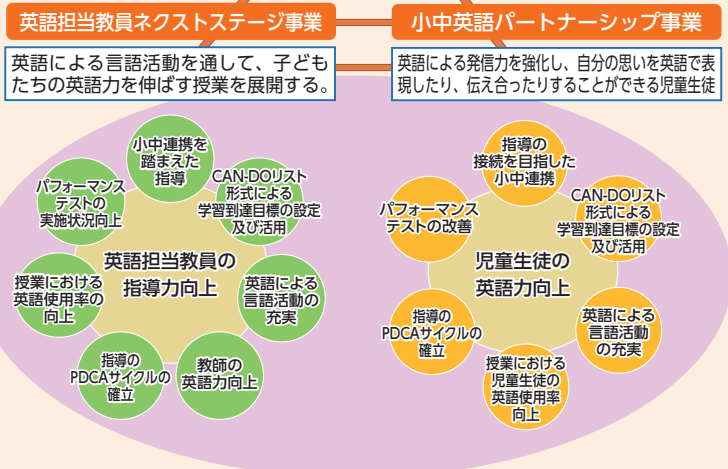 英語担当教員ネクストステージ事業
英語による言語活動を通して、子ども
たちの英語力を伸ばす授業を展開する。
小中連携を
踏まえた
指導
CAN-DOリスト
形式による
学習到達目標の設定
及び活用
英語による
言語活動の
充実
教師の
英語力向上
指導の
PDCAサイクルの
確立
授業における
英語使用率の
向上
パフォーマンス
テストの
実施状況向上
英語担当教員の
指導力向上
小中英語パートナーシップ事業
英語による発信力を強化し、自分の思いを英語で表
現したり、伝え合ったりすることができる児童生徒
指導の
接続を目指した
小中連携
CAN-DOリスト
形式による
学習到達目標の設定
及び活用
英語による
言語活動
の充実
授業における
児童生徒の
英語使用率
向上
指導の
PDCAサイクルの
確立
パフォーマンス
テストの改善
児童生徒の
英語力向上